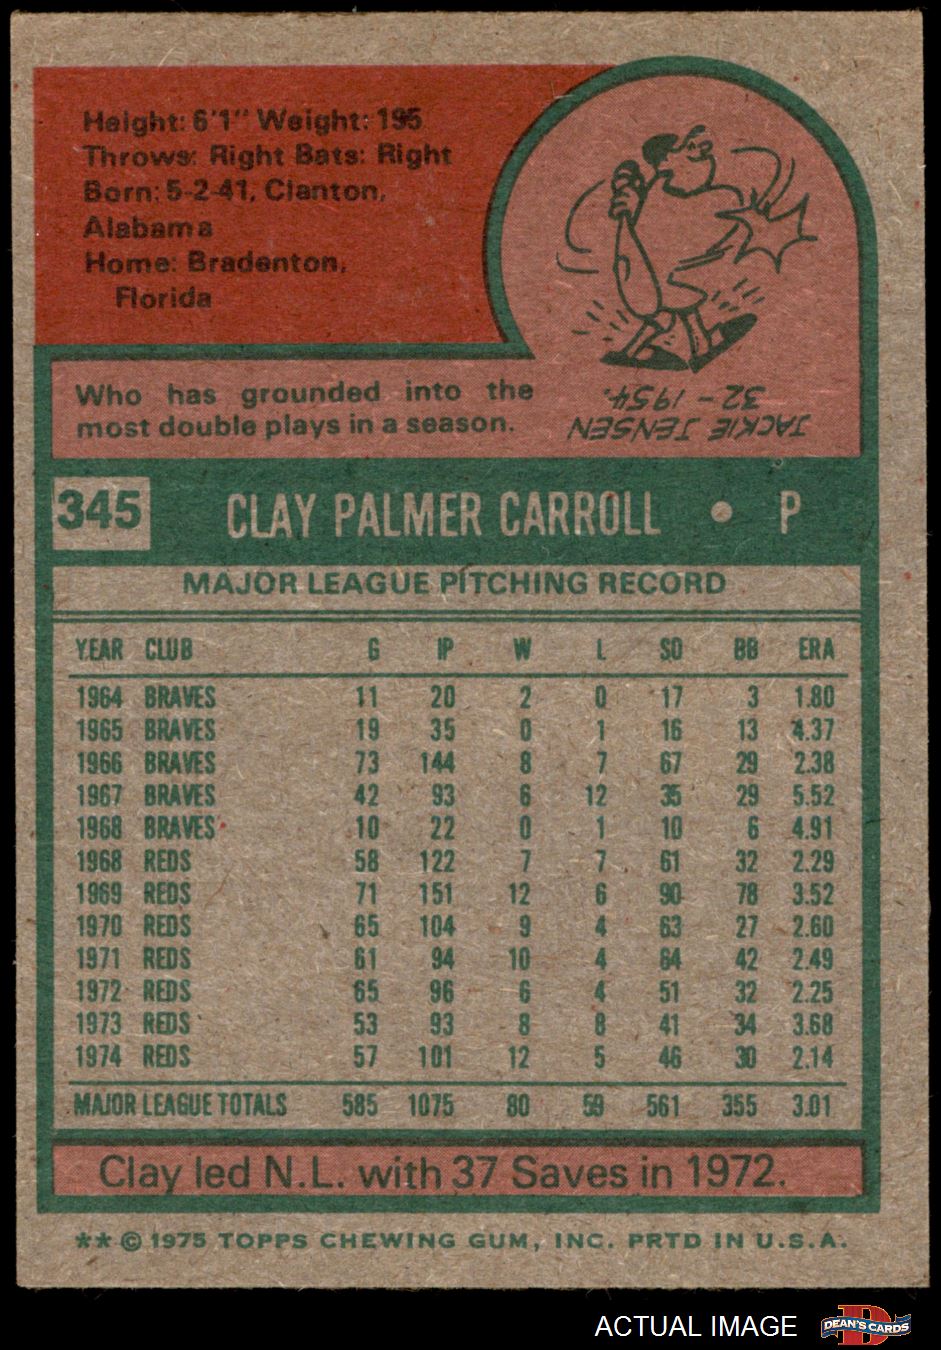 Height: 6'1" Weight: 195
Throws: Right Bats: Right
Born: 5-2-41, Clanton,
Alabama
Home: Bradenton,
Florida
Who has grounded into the
most double plays in a season.
JACKIE JENSEN
32 - 1954.
345 CLAY PALMER CARROLL • P
MAJOR LEAGUE PITCHING RECORD
YEAR CLUB G IP W L SO BB ERA
1964 BRAVES 11 20 2 0 17 3 1.80
1965 BRAVES 19 35 0 1 16 13 4.37
1966 BRAVES 73 144 8 7 67 29 2.38
1967 BRAVES 42 93 6 12 35 29 5.52
1968 BRAVES 10 22 0 1 10 6 4.91
1968 REDS 58 122 7 7 61 32 2.29
1969 REDS 71 151 12 6 90 78 3.52
1970 REDS 65 104 9 4 63 27 2.60
1971 REDS 61 94 10 4 64 42 2.49
1972 REDS 65 96 6 4 51 32 2.25
1973 REDS 53 93 8 8 41 34 3.68
1974 REDS 57 101 12 5 46 30 2.14
MAJOR LEAGUE TOTALS 585 1075 80 59 561 355 3.01
Clay led N.L. with 37 Saves in 1972.
** © 1975 TOPPS CHEWING GUM, INC. PRTD IN U.S.A.
ACTUAL IMAGE
D
DEAN'S CARDS